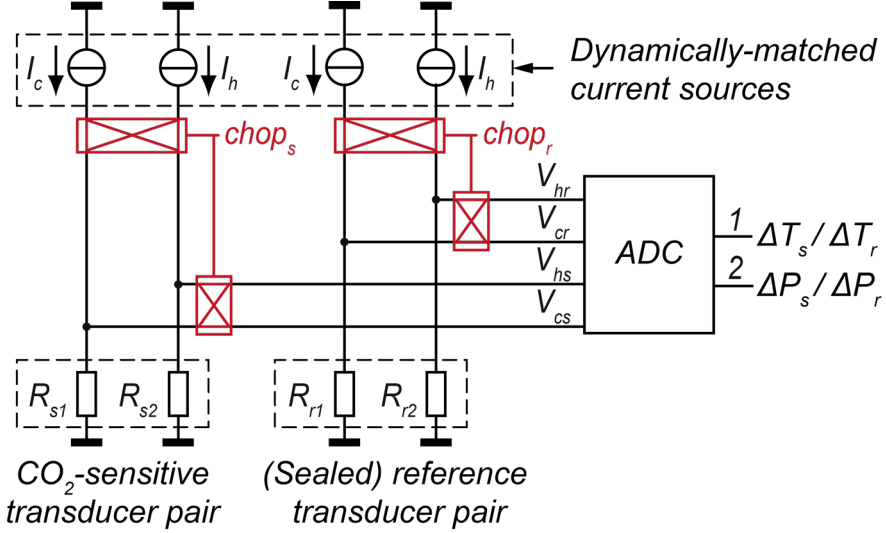 I_c I_h I_c I_h Dynamically-matched
current sources
chop_s chop_r
V_hr
V_cr
V_hs
V_cs
ADC
1 ΔT_s / ΔT_r
2 ΔP_s / ΔP_r
R_s1 R_s2 R_r1 R_r2
CO₂-sensitive
transducer pair
(Sealed) reference
transducer pair